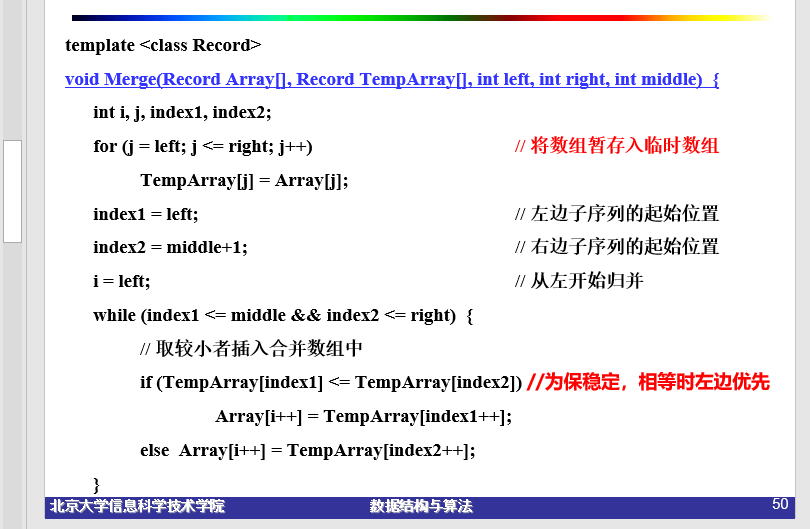 template <class Record>
void Merge(Record Array[], Record TempArray[], int left, int right, int middle) {
int i, j, index1, index2;
for (j = left; j <= right; j++) // 将数组暂存入临时数组
TempArray[j] = Array[j];
index1 = left; // 左边子序列的起始位置
index2 = middle+1; // 右边子序列的起始位置
i = left; // 从左开始归并
while (index1 <= middle && index2 <= right) {
// 取较小者插入合并数组中
if (TempArray[index1] <= TempArray[index2]) //为保稳定，相等时左边优先
Array[i++] = TempArray[index1++];
else Array[i++] = TempArray[index2++];
}
北京大学信息科学技术学院 数据结构与算法 50